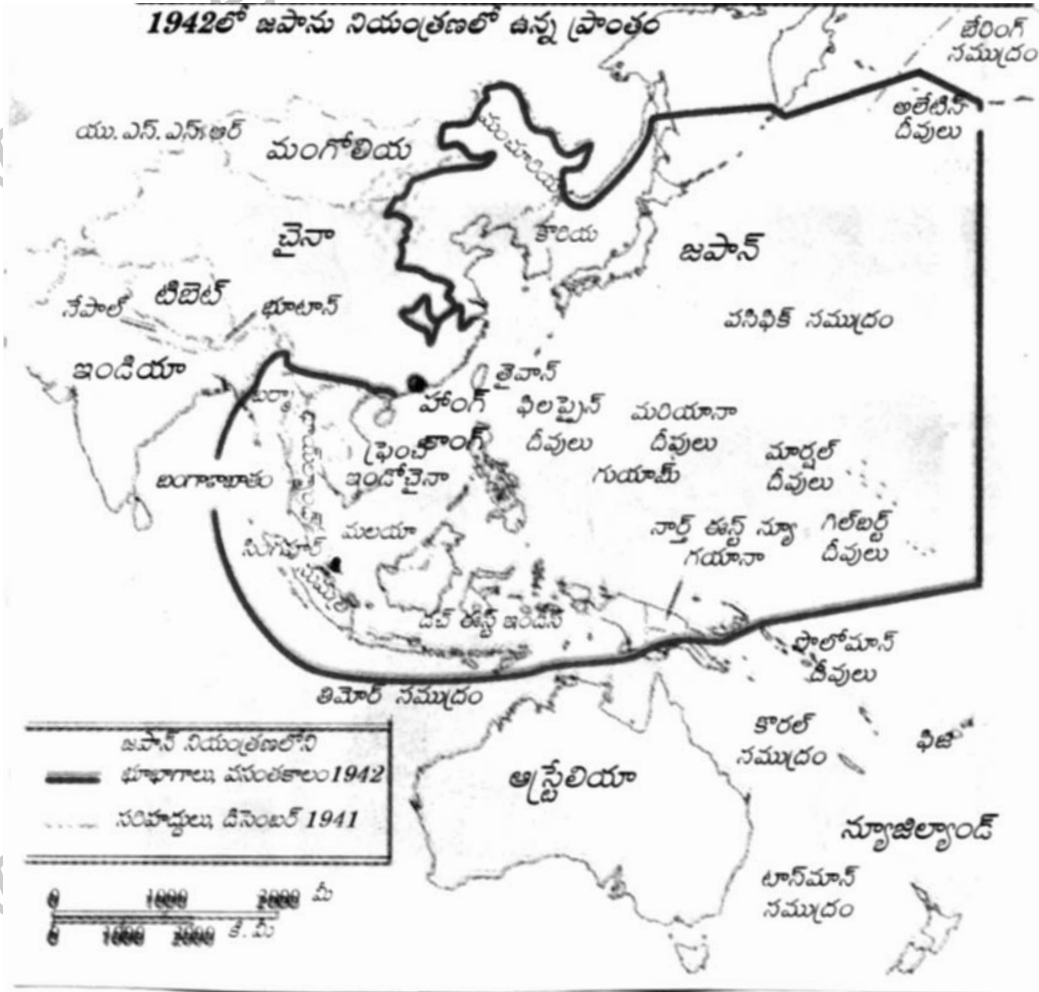 1942లో జపాను నియంత్రణలో ఉన్న ప్రాంతం
బేరింగ్
సముద్రం
అలేటిన్
దీవులు
యు.ఎస్.ఎస్.ఆర్
మంగోలియా
మంచూరియా
చైనా
కొరియ
జపాన్
టిబెట్
నేపాల్
భూటాన్
పసిఫిక్ సముద్రం
ఇండియా
బర్మా
తైవాన్
హాంగ్
కాంగ్
ఫిలిప్పైన్
దీవులు
మరియానా
దీవులు
గుయామ్
మార్షల్
దీవులు
ఫ్రెంచ్
ఇండోచైనా
బంగాళాఖాతం
మలయా
సింగపూర్
సుమత్రా
నార్త్ ఈస్ట్ న్యూ
గయానా
గిల్‌బర్ట్
దీవులు
డచ్ ఈస్ట్ ఇండీస్
సొలోమాన్
దీవులు
తిమోర్ సముద్రం
కొరల్
సముద్రం
ఫిజి
ఆస్ట్రేలియా
న్యూజిల్యాండ్
టాస్‌మాన్
సముద్రం
జపాన్ నియంత్రణలోని
భూభాగాలు, వసంతకాలం 1942
సరిహద్దులు, డిసెంబర్ 1941
0 1000 2000 మీ
0 1000 2000 కి.మీ